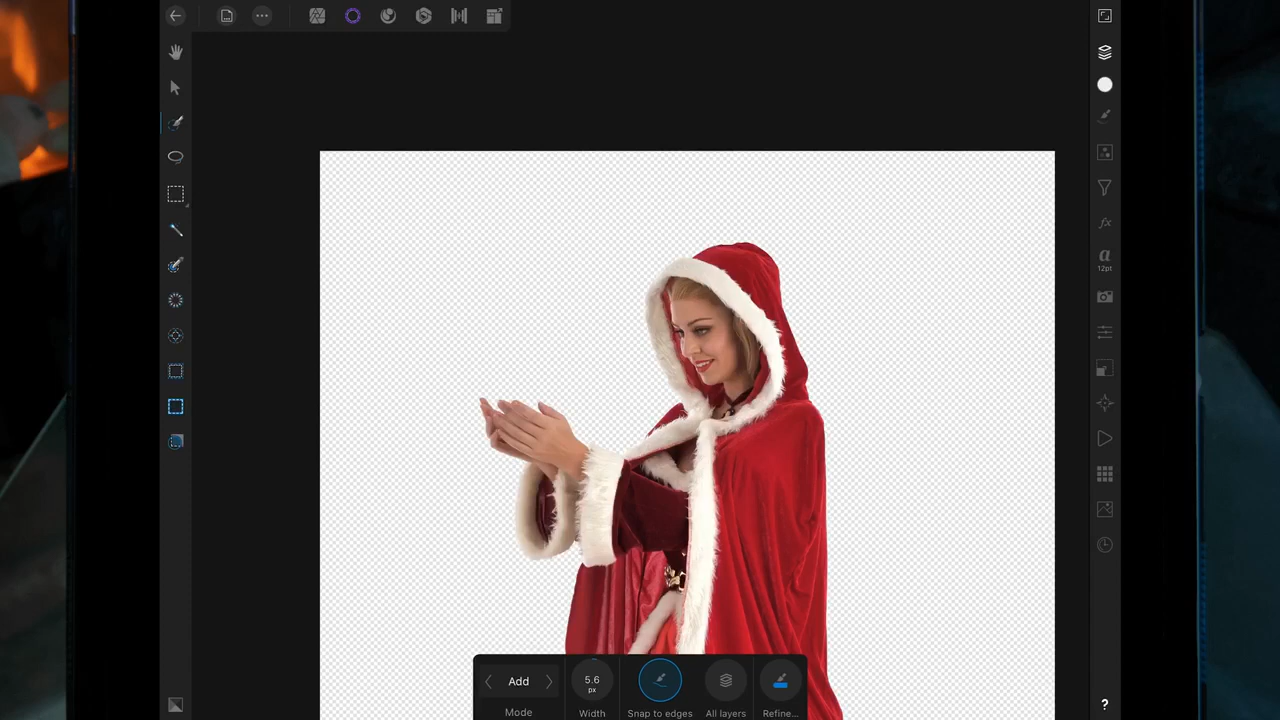 a
12pt
Add
5.6
px
Mode
Width
Snap to edges
All layers
Refine...
?